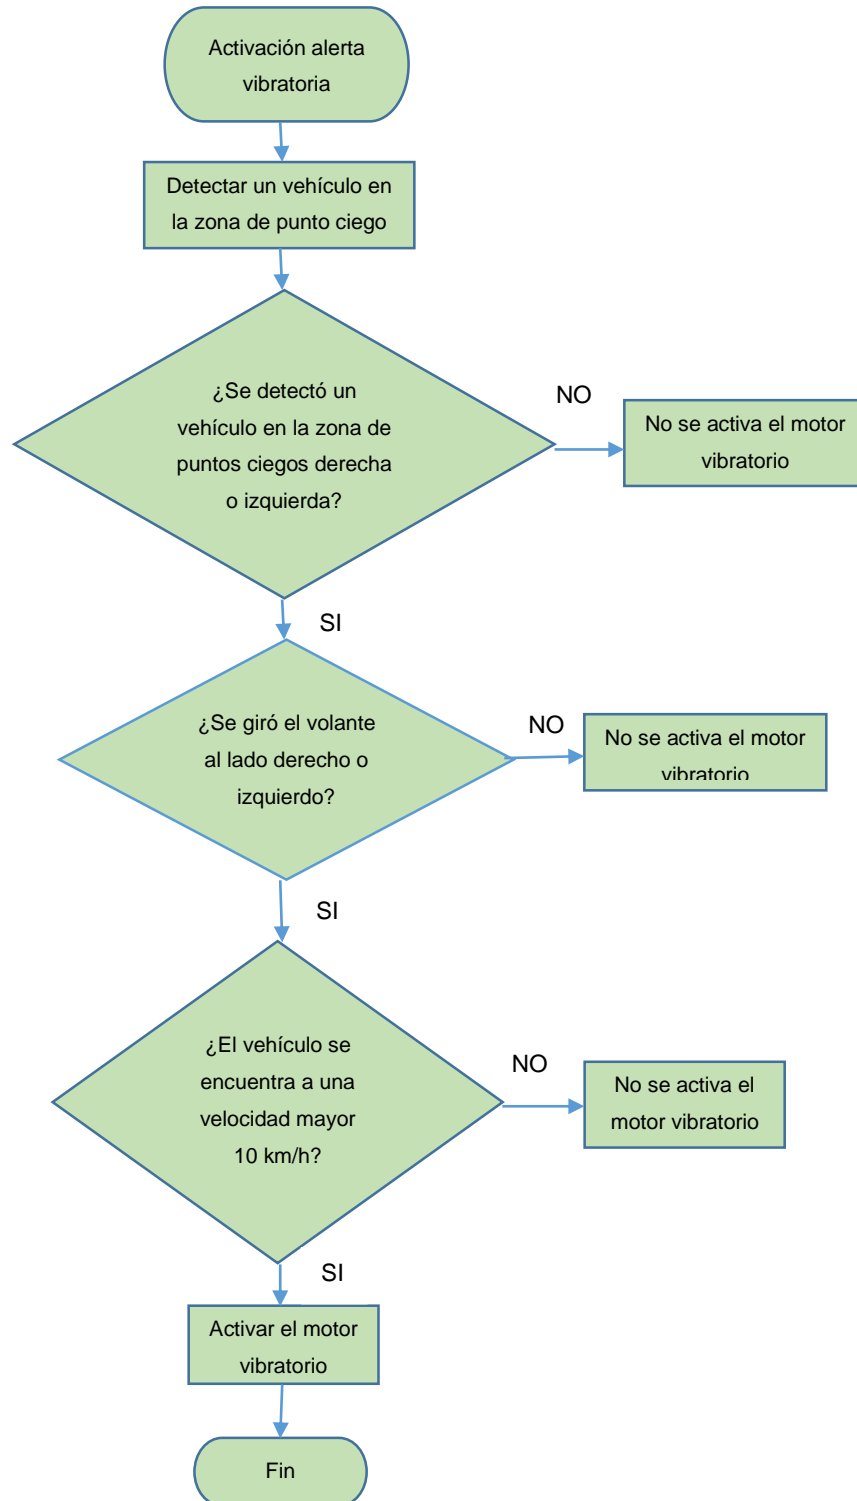 Activación alerta
vibratoria
Detectar un vehículo en
la zona de punto ciego
¿Se detectó un
vehículo en la zona de
puntos ciegos derecha
o izquierda?
NO
No se activa el motor
vibratorio
SI
¿Se giró el volante
al lado derecho o
izquierdo?
NO
No se activa el motor
vibratorio
SI
¿El vehículo se
encuentra a una
velocidad mayor
10 km/h?
NO
No se activa el
motor vibratorio
SI
Activar el motor
vibratorio
Fin